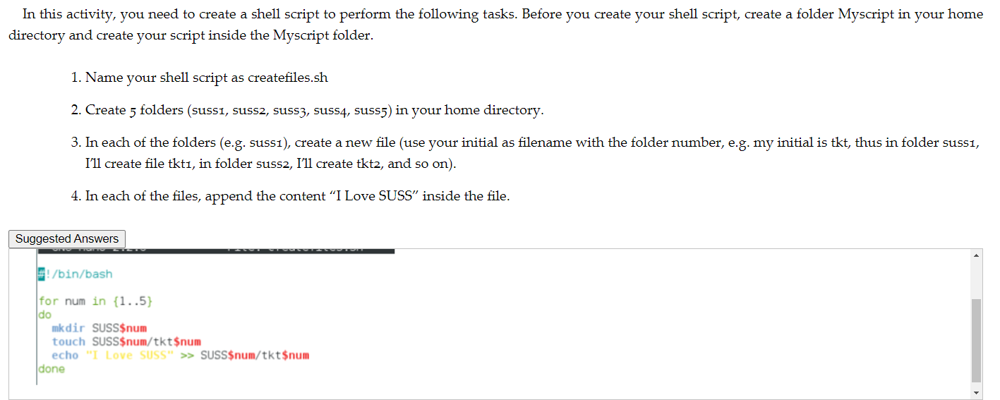 In this activity, you need to create a shell script to perform the following tasks. Before you create your shell script, create a folder Myscript in your home
directory and create your script inside the Myscript folder.
1. Name your shell script as createfiles.sh
2. Create 5 folders (suss1, suss2, suss3, suss4, suss5) in your home directory.
3. In each of the folders (e.g. suss1), create a new file (use your initial as filename with the folder number, e.g. my initial is tkt, thus in folder suss1,
I'll create file tkt1, in folder suss2, I'll create tkt2, and so on).
4. In each of the files, append the content “I Love SUSS” inside the file.
Suggested Answers
#!/bin/bash
for num in {1..5}
do
mkdir SUSS$num
touch SUSS$num/tkt$num
echo "I Love SUSS" >> SUSS$num/tkt$num
done